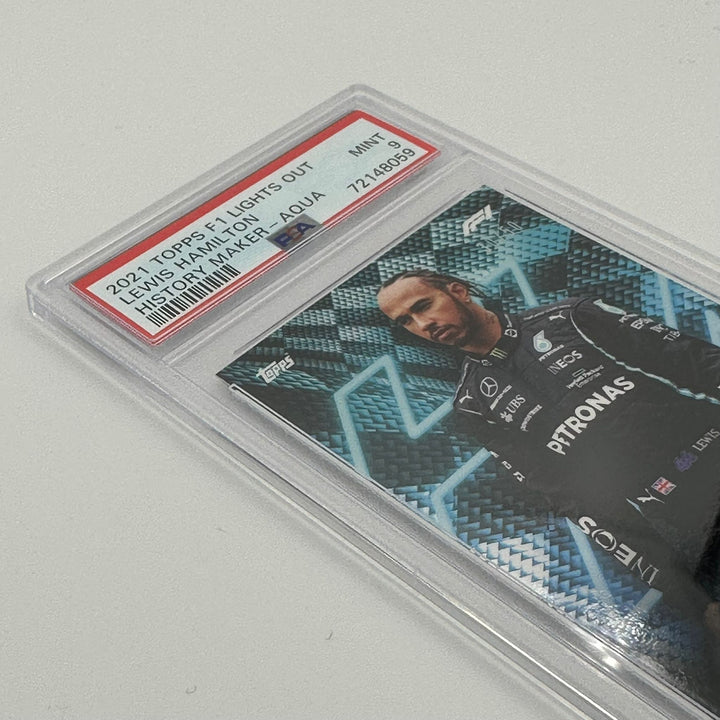 2021 TOPPS F1 LIGHTS OUT
LEWIS HAMILTON
HISTORY MAKER-AQUA
MINT
9
72148059
PSA
F1
topps
PETRONAS
INEOS
UBS
PETRONAS
LEWIS
INEOS